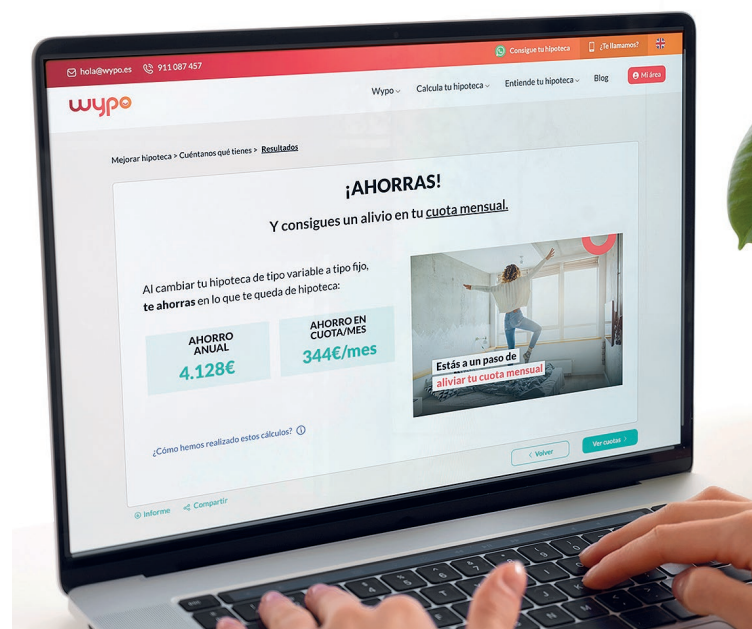 hola@wypo.es 911 087 457 Consigue tu hipoteca ¿Te llamamos?
wypo Wypo Calcula tu hipoteca Entiende tu hipoteca Blog Mi área
Mejorar hipoteca > Cuéntanos qué tienes > Resultados
¡AHORRAS!
Y consigues un alivio en tu cuota mensual.
Al cambiar tu hipoteca de tipo variable a tipo fijo,
te ahorras en lo que te queda de hipoteca:
AHORRO
ANUAL
4.128€
AHORRO EN
CUOTA/MES
344€/mes
Estás a un paso de
aliviar tu cuota mensual
¿Cómo hemos realizado estos cálculos?
< Volver
Ver cuotas >
Informe Compartir